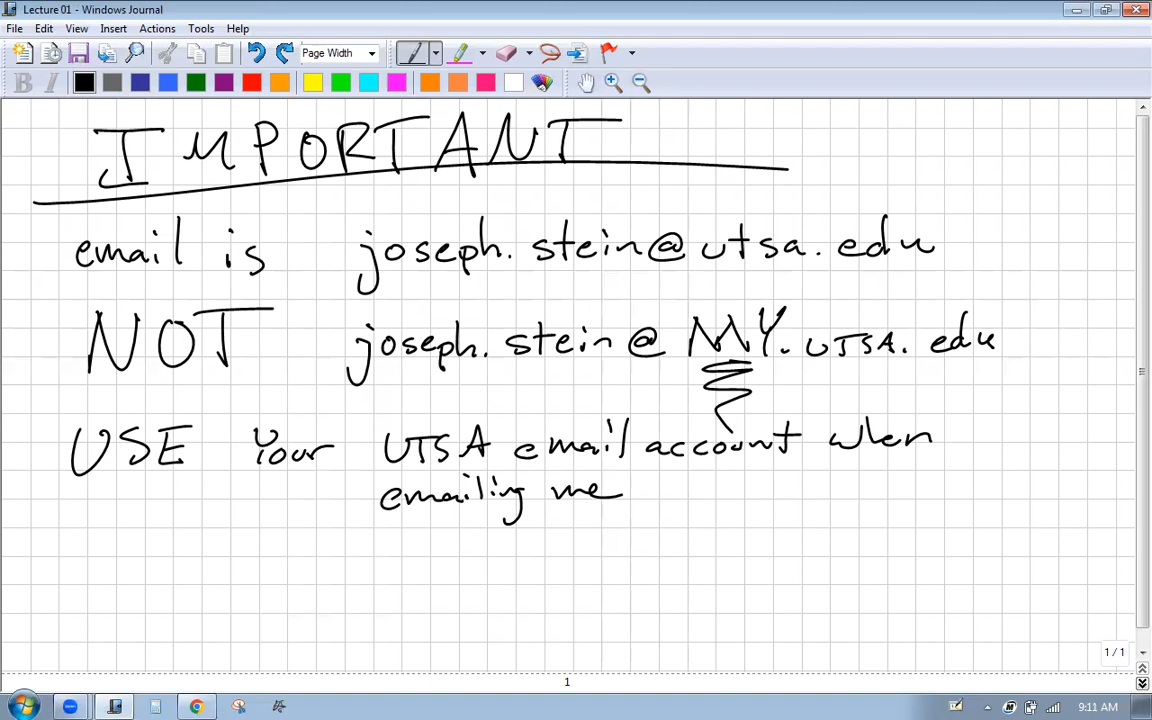 Lecture 01 - Windows Journal
File Edit View Insert Actions Tools Help
Page Width
B I
IMPORTANT
email is joseph.stein@utsa.edu
NOT joseph.stein@MY.UTSA.edu
USE Your UTSA email account when
emailing me
1 / 1
1
9:11 AM